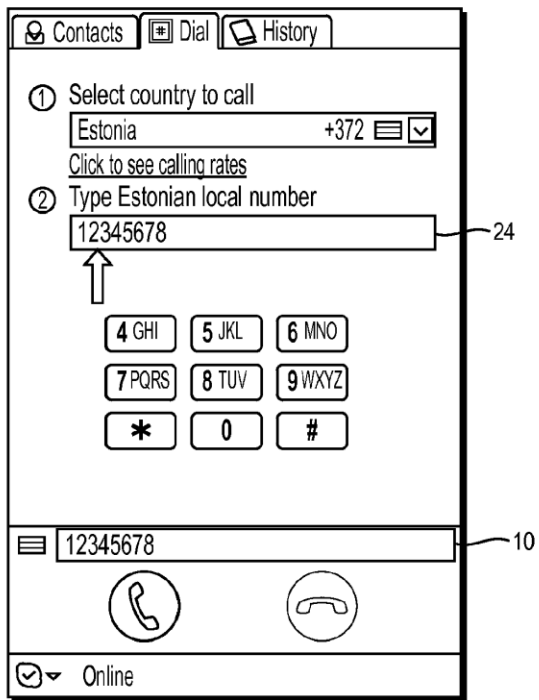 Contacts # Dial History
1 Select country to call
Estonia +372
Click to see calling rates
2 Type Estonian local number
12345678
24
4 GHI 5 JKL 6 MNO
7 PQRS 8 TUV 9 WXYZ
* 0 #
12345678
10
Online